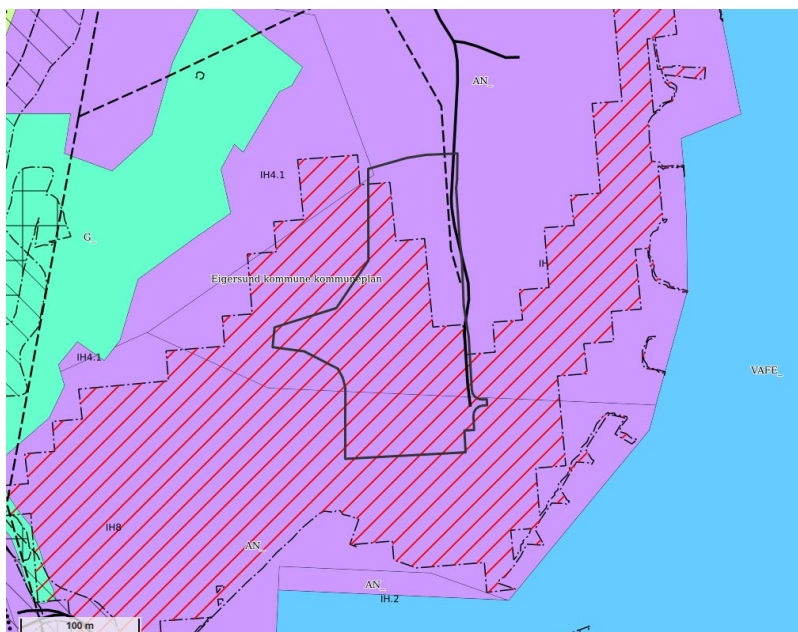 AN_
IH4.1
G_
IH
Eigersund kommune kommuneplan
IH4.1
VAFE_
IH8
AN_
AN_
IH.2
100 m